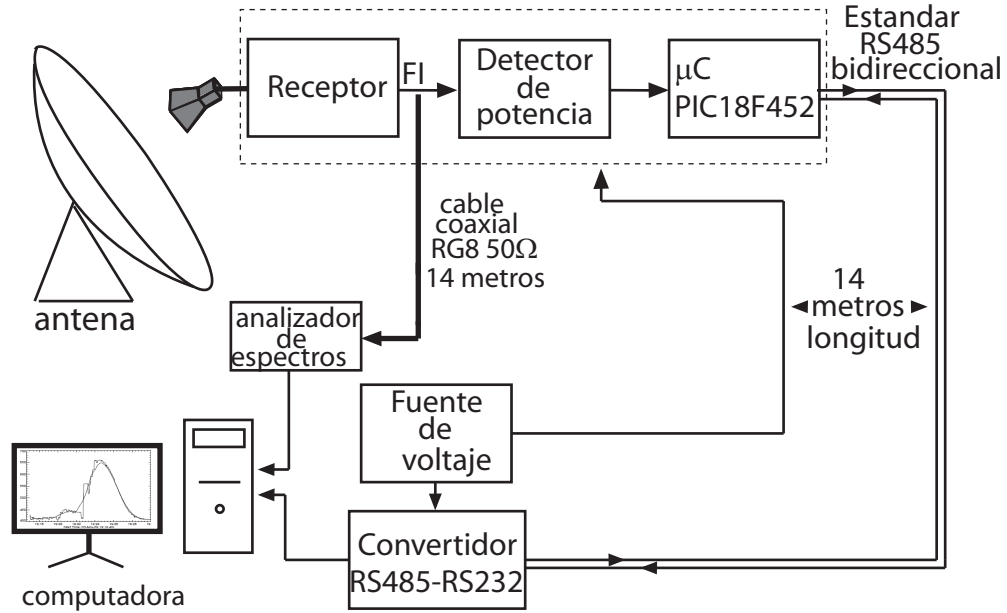 Estandar
RS485
bidireccional
Receptor
FI
Detector
de
potencia
μC
PIC18F452
cable
coaxial
RG8 50Ω
14 metros
14
metros
longitud
antena
analizador
de
espectros
Fuente
de
voltaje
Convertidor
RS485-RS232
computadora